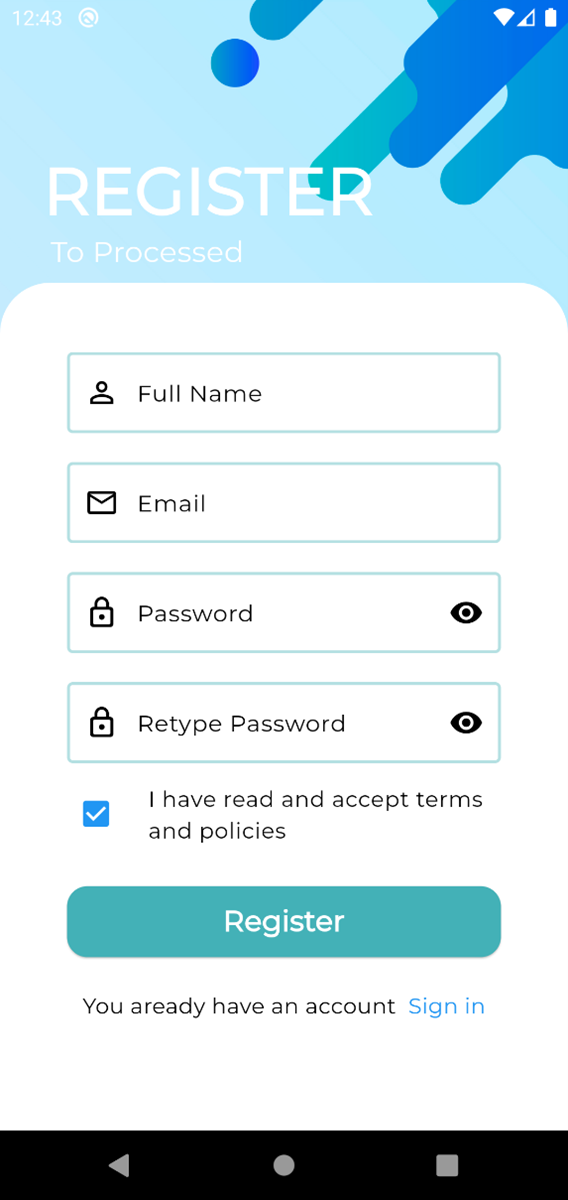 12:43
REGISTER
To Processed
Full Name
Email
Password
Retype Password
I have read and accept terms
and policies
Register
You aready have an account Sign in